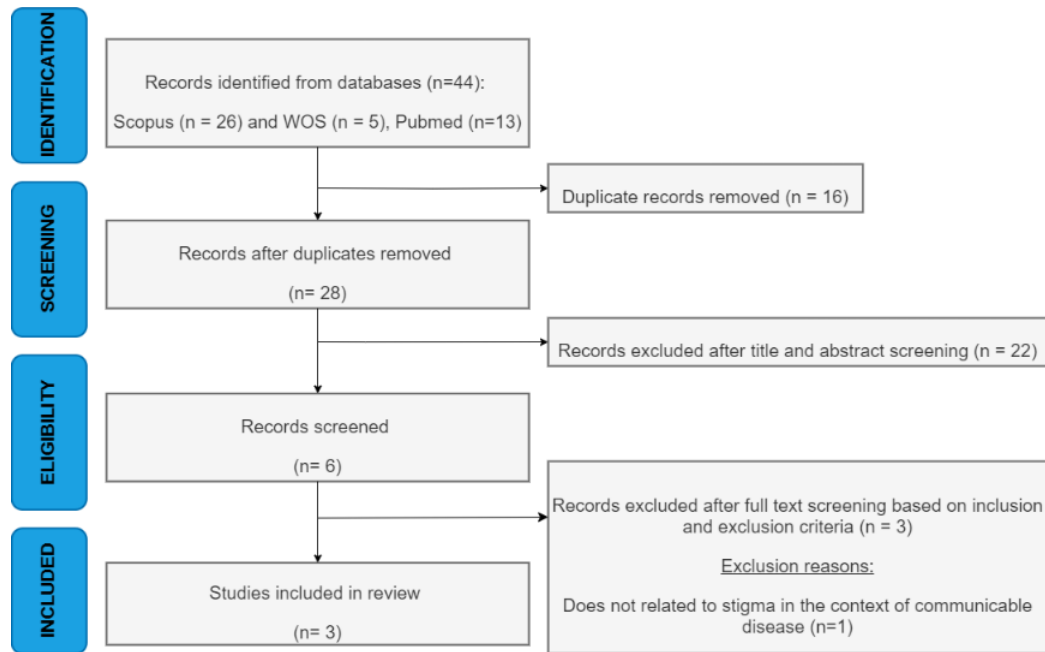 IDENTIFICATION
Records identified from databases (n=44):
Scopus (n = 26) and WOS (n = 5), Pubmed (n=13)
Duplicate records removed (n = 16)
SCREENING
Records after duplicates removed
(n= 28)
Records excluded after title and abstract screening (n = 22)
ELIGIBILITY
Records screened
(n= 6)
Records excluded after full text screening based on inclusion
and exclusion criteria (n = 3)
Exclusion reasons:
Does not related to stigma in the context of communicable
disease (n=1)
INCLUDED
Studies included in review
(n= 3)